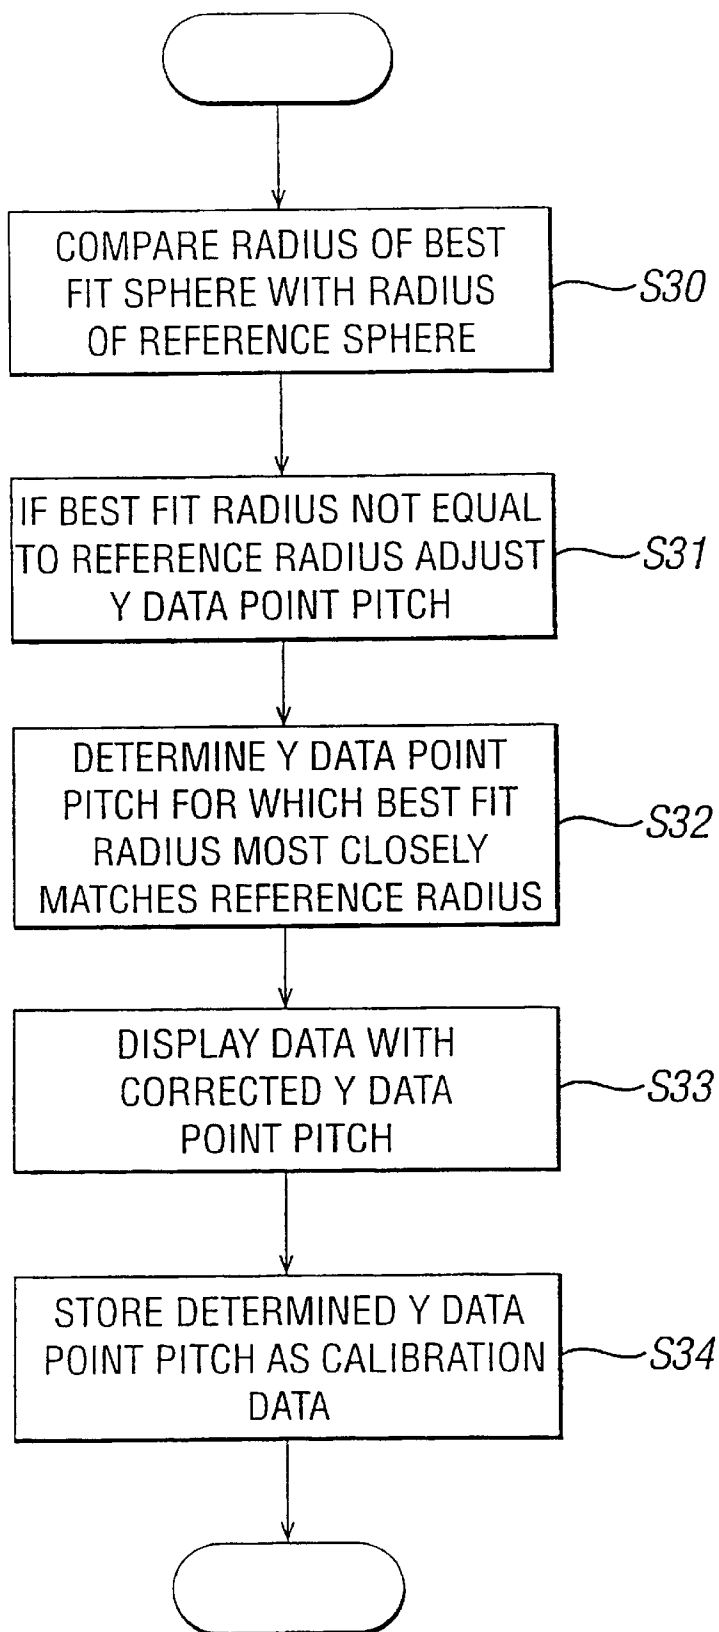 COMPARE RADIUS OF BEST
FIT SPHERE WITH RADIUS
OF REFERENCE SPHERE
S30
IF BEST FIT RADIUS NOT EQUAL
TO REFERENCE RADIUS ADJUST
Y DATA POINT PITCH
S31
DETERMINE Y DATA POINT
PITCH FOR WHICH BEST FIT
RADIUS MOST CLOSELY
MATCHES REFERENCE RADIUS
S32
DISPLAY DATA WITH
CORRECTED Y DATA
POINT PITCH
S33
STORE DETERMINED Y DATA
POINT PITCH AS CALIBRATION
DATA
S34